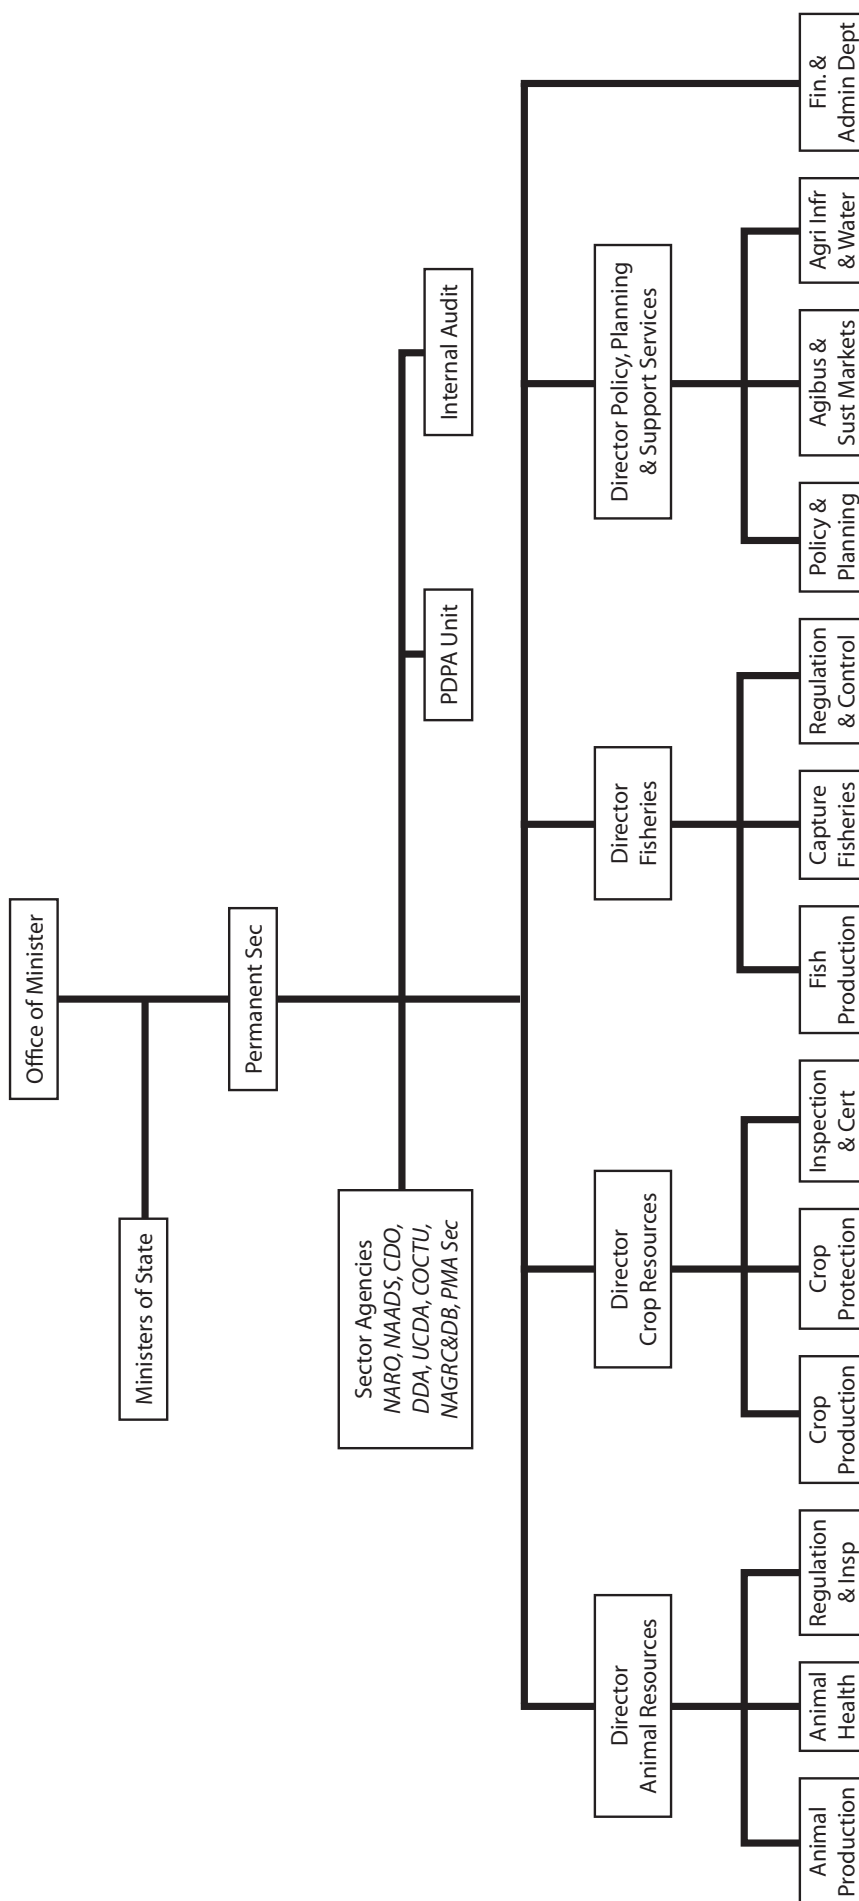 Office of Minister
Ministers of State
Permanent Sec
Sector Agencies
NARO, NAADS, CDO,
DDA, UCDA, COCTU,
NAGRC&DB, PMA Sec
PDPA Unit
Internal Audit
Director
Animal Resources
Director
Crop Resources
Director
Fisheries
Director Policy, Planning
& Support Services
Animal
Production
Animal
Health
Regulation
& Insp
Crop
Production
Crop
Protection
Inspection
& Cert
Fish
Production
Capture
Fisheries
Regulation
& Control
Policy &
Planning
Agibus &
Sust Markets
Agri Infr
& Water
Fin. &
Admin Dept